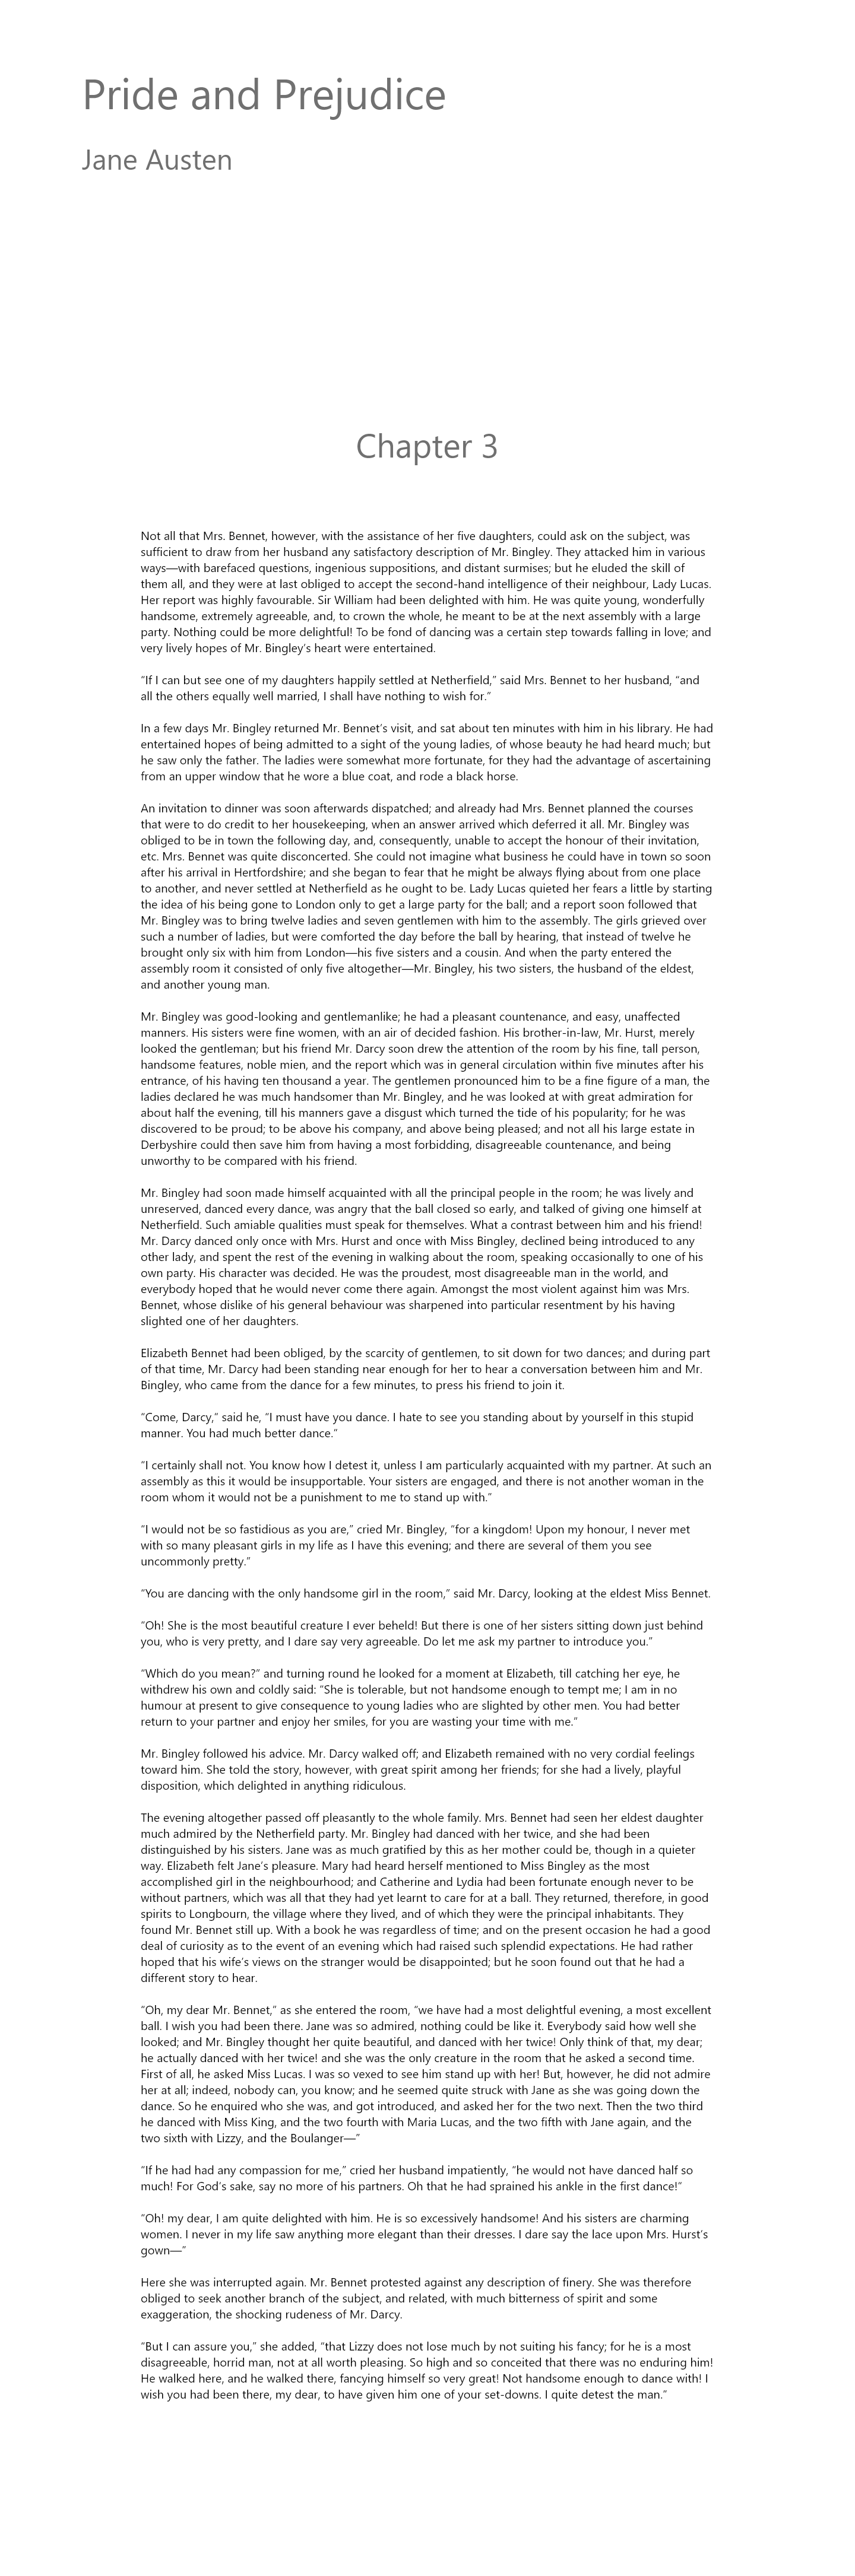 Pride and Prejudice
Jane Austen
Chapter 3
Not all that Mrs. Bennet, however, with the assistance of her five daughters, could ask on the subject, was
sufficient to draw from her husband any satisfactory description of Mr. Bingley. They attacked him in various
ways—with barefaced questions, ingenious suppositions, and distant surmises; but he eluded the skill of
them all, and they were at last obliged to accept the second-hand intelligence of their neighbour, Lady Lucas.
Her report was highly favourable. Sir William had been delighted with him. He was quite young, wonderfully
handsome, extremely agreeable, and, to crown the whole, he meant to be at the next assembly with a large
party. Nothing could be more delightful! To be fond of dancing was a certain step towards falling in love; and
very lively hopes of Mr. Bingley’s heart were entertained.
“If I can but see one of my daughters happily settled at Netherfield,” said Mrs. Bennet to her husband, “and
all the others equally well married, I shall have nothing to wish for.”
In a few days Mr. Bingley returned Mr. Bennet’s visit, and sat about ten minutes with him in his library. He had
entertained hopes of being admitted to a sight of the young ladies, of whose beauty he had heard much; but
he saw only the father. The ladies were somewhat more fortunate, for they had the advantage of ascertaining
from an upper window that he wore a blue coat, and rode a black horse.
An invitation to dinner was soon afterwards dispatched; and already had Mrs. Bennet planned the courses
that were to do credit to her housekeeping, when an answer arrived which deferred it all. Mr. Bingley was
obliged to be in town the following day, and, consequently, unable to accept the honour of their invitation,
etc. Mrs. Bennet was quite disconcerted. She could not imagine what business he could have in town so soon
after his arrival in Hertfordshire; and she began to fear that he might be always flying about from one place
to another, and never settled at Netherfield as he ought to be. Lady Lucas quieted her fears a little by starting
the idea of his being gone to London only to get a large party for the ball; and a report soon followed that
Mr. Bingley was to bring twelve ladies and seven gentlemen with him to the assembly. The girls grieved over
such a number of ladies, but were comforted the day before the ball by hearing, that instead of twelve he
brought only six with him from London—his five sisters and a cousin. And when the party entered the
assembly room it consisted of only five altogether—Mr. Bingley, his two sisters, the husband of the eldest,
and another young man.
Mr. Bingley was good-looking and gentlemanlike; he had a pleasant countenance, and easy, unaffected
manners. His sisters were fine women, with an air of decided fashion. His brother-in-law, Mr. Hurst, merely
looked the gentleman; but his friend Mr. Darcy soon drew the attention of the room by his fine, tall person,
handsome features, noble mien, and the report which was in general circulation within five minutes after his
entrance, of his having ten thousand a year. The gentlemen pronounced him to be a fine figure of a man, the
ladies declared he was much handsomer than Mr. Bingley, and he was looked at with great admiration for
about half the evening, till his manners gave a disgust which turned the tide of his popularity; for he was
discovered to be proud; to be above his company, and above being pleased; and not all his large estate in
Derbyshire could then save him from having a most forbidding, disagreeable countenance, and being
unworthy to be compared with his friend.
Mr. Bingley had soon made himself acquainted with all the principal people in the room; he was lively and
unreserved, danced every dance, was angry that the ball closed so early, and talked of giving one himself at
Netherfield. Such amiable qualities must speak for themselves. What a contrast between him and his friend!
Mr. Darcy danced only once with Mrs. Hurst and once with Miss Bingley, declined being introduced to any
other lady, and spent the rest of the evening in walking about the room, speaking occasionally to one of his
own party. His character was decided. He was the proudest, most disagreeable man in the world, and
everybody hoped that he would never come there again. Amongst the most violent against him was Mrs.
Bennet, whose dislike of his general behaviour was sharpened into particular resentment by his having
slighted one of her daughters.
Elizabeth Bennet had been obliged, by the scarcity of gentlemen, to sit down for two dances; and during part
of that time, Mr. Darcy had been standing near enough for her to hear a conversation between him and Mr.
Bingley, who came from the dance for a few minutes, to press his friend to join it.
“Come, Darcy,” said he, “I must have you dance. I hate to see you standing about by yourself in this stupid
manner. You had much better dance.”
“I certainly shall not. You know how I detest it, unless I am particularly acquainted with my partner. At such an
assembly as this it would be insupportable. Your sisters are engaged, and there is not another woman in the
room whom it would not be a punishment to me to stand up with.”
“I would not be so fastidious as you are,” cried Mr. Bingley, “for a kingdom! Upon my honour, I never met
with so many pleasant girls in my life as I have this evening; and there are several of them you see
uncommonly pretty.”
“You are dancing with the only handsome girl in the room,” said Mr. Darcy, looking at the eldest Miss Bennet.
“Oh! She is the most beautiful creature I ever beheld! But there is one of her sisters sitting down just behind
you, who is very pretty, and I dare say very agreeable. Do let me ask my partner to introduce you.”
“Which do you mean?” and turning round he looked for a moment at Elizabeth, till catching her eye, he
withdrew his own and coldly said: “She is tolerable, but not handsome enough to tempt me; I am in no
humour at present to give consequence to young ladies who are slighted by other men. You had better
return to your partner and enjoy her smiles, for you are wasting your time with me.”
Mr. Bingley followed his advice. Mr. Darcy walked off; and Elizabeth remained with no very cordial feelings
toward him. She told the story, however, with great spirit among her friends; for she had a lively, playful
disposition, which delighted in anything ridiculous.
The evening altogether passed off pleasantly to the whole family. Mrs. Bennet had seen her eldest daughter
much admired by the Netherfield party. Mr. Bingley had danced with her twice, and she had been
distinguished by his sisters. Jane was as much gratified by this as her mother could be, though in a quieter
way. Elizabeth felt Jane’s pleasure. Mary had heard herself mentioned to Miss Bingley as the most
accomplished girl in the neighbourhood; and Catherine and Lydia had been fortunate enough never to be
without partners, which was all that they had yet learnt to care for at a ball. They returned, therefore, in good
spirits to Longbourn, the village where they lived, and of which they were the principal inhabitants. They
found Mr. Bennet still up. With a book he was regardless of time; and on the present occasion he had a good
deal of curiosity as to the event of an evening which had raised such splendid expectations. He had rather
hoped that his wife’s views on the stranger would be disappointed; but he soon found out that he had a
different story to hear.
“Oh, my dear Mr. Bennet,” as she entered the room, “we have had a most delightful evening, a most excellent
ball. I wish you had been there. Jane was so admired, nothing could be like it. Everybody said how well she
looked; and Mr. Bingley thought her quite beautiful, and danced with her twice! Only think of that, my dear;
he actually danced with her twice! and she was the only creature in the room that he asked a second time.
First of all, he asked Miss Lucas. I was so vexed to see him stand up with her! But, however, he did not admire
her at all; indeed, nobody can, you know; and he seemed quite struck with Jane as she was going down the
dance. So he enquired who she was, and got introduced, and asked her for the two next. Then the two third
he danced with Miss King, and the two fourth with Maria Lucas, and the two fifth with Jane again, and the
two sixth with Lizzy, and the Boulanger—”
“If he had had any compassion for me,” cried her husband impatiently, “he would not have danced half so
much! For God’s sake, say no more of his partners. Oh that he had sprained his ankle in the first dance!”
“Oh! my dear, I am quite delighted with him. He is so excessively handsome! And his sisters are charming
women. I never in my life saw anything more elegant than their dresses. I dare say the lace upon Mrs. Hurst’s
gown—”
Here she was interrupted again. Mr. Bennet protested against any description of finery. She was therefore
obliged to seek another branch of the subject, and related, with much bitterness of spirit and some
exaggeration, the shocking rudeness of Mr. Darcy.
“But I can assure you,” she added, “that Lizzy does not lose much by not suiting his fancy; for he is a most
disagreeable, horrid man, not at all worth pleasing. So high and so conceited that there was no enduring him!
He walked here, and he walked there, fancying himself so very great! Not handsome enough to dance with! I
wish you had been there, my dear, to have given him one of your set-downs. I quite detest the man.”